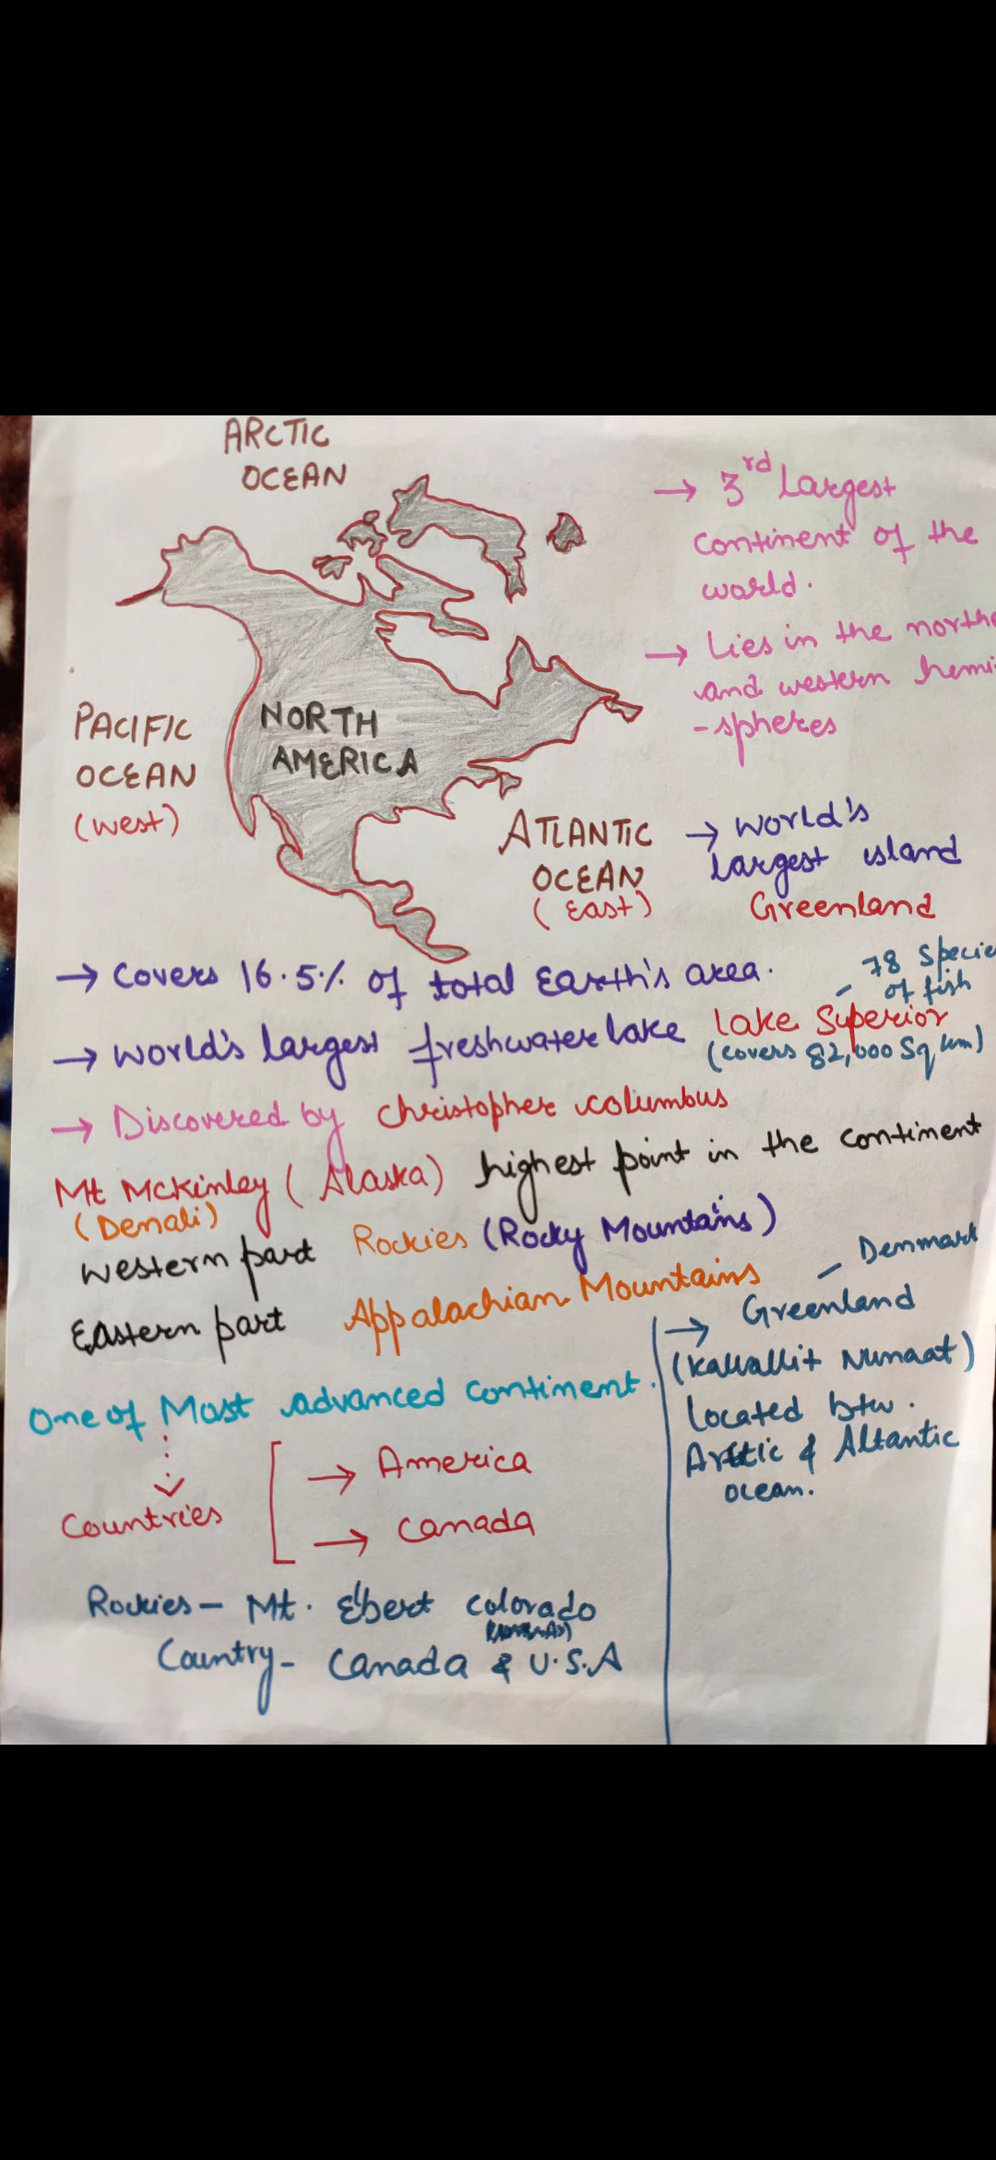 ARCTIC
OCEAN
→ 3rd Largest
continent of the
world.
→ Lies in the northe
and western hemi-
-spheres
NORTH
AMERICA
PACIFIC
OCEAN
(west)
ATLANTIC
OCEAN
(East)
→ World's
largest island
Greenland
→ Covers 16.5% of total Earth's area.
- 78 Specie
of fish
→ World's largest freshwater lake Lake Superior
(covers 82,000 Sq km)
→ Discovered by Christopher Columbus
Mt McKinley (Alaska) highest point in the continent
(Denali)
Western part Rockies (Rocky Mountains)
Eastern part Appalachian Mountains
One of Most advanced continent.
Countries
→ America
→ Canada
- Denmark
→ Greenland
Nunaat)
Located btw.
Arctic & Altantic
ocean.
Rockies - Mt. Elbert Colorado
Country - Canada & U.S.A